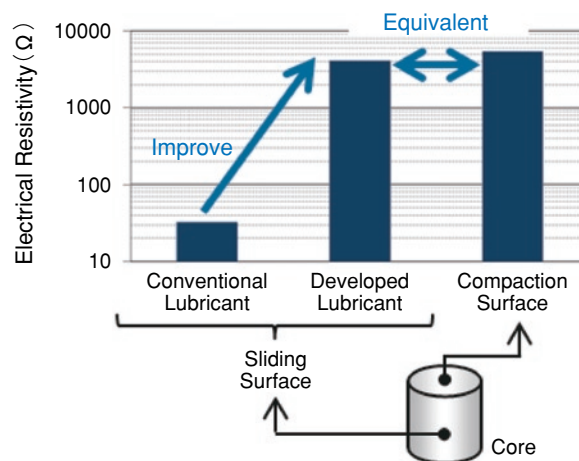 Equivalent
10000
1000
100
10
Electrical Resistivity(Ω)
Improve
Conventional
Lubricant
Developed
Lubricant
Compaction
Surface
Sliding
Surface
Core